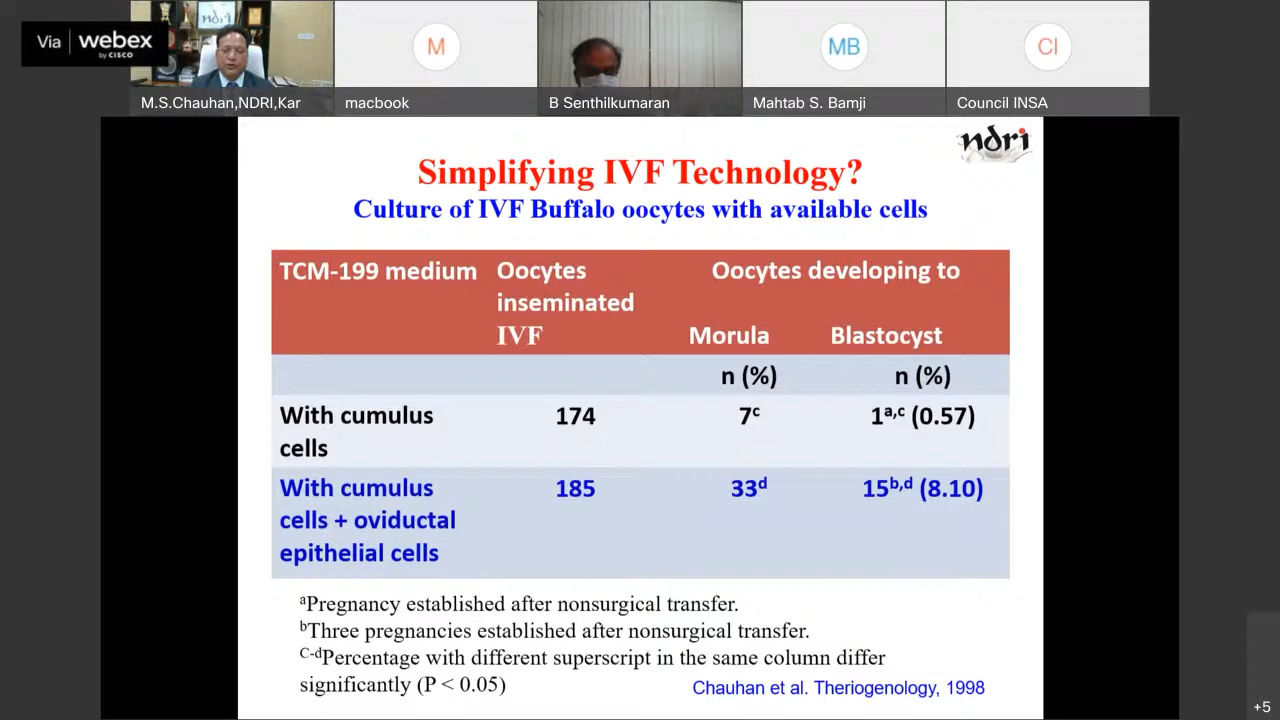 Via webex
by CISCO
ndri
M
MB
CI
M.S.Chauhan,NDRI,Kar
macbook
B Senthilkumaran
Mahtab S. Bamji
Council INSA
ndri
Simplifying IVF Technology?
Culture of IVF Buffalo oocytes with available cells
TCM-199 medium Oocytes Oocytes developing to
inseminated
IVF Morula Blastocyst
n (%) n (%)
With cumulus 174 7c 1a,c (0.57)
cells
With cumulus 185 33d 15b,d (8.10)
cells + oviductal
epithelial cells
aPregnancy established after nonsurgical transfer.
bThree pregnancies established after nonsurgical transfer.
C-dPercentage with different superscript in the same column differ
significantly (P < 0.05)
Chauhan et al. Theriogenology, 1998
+5